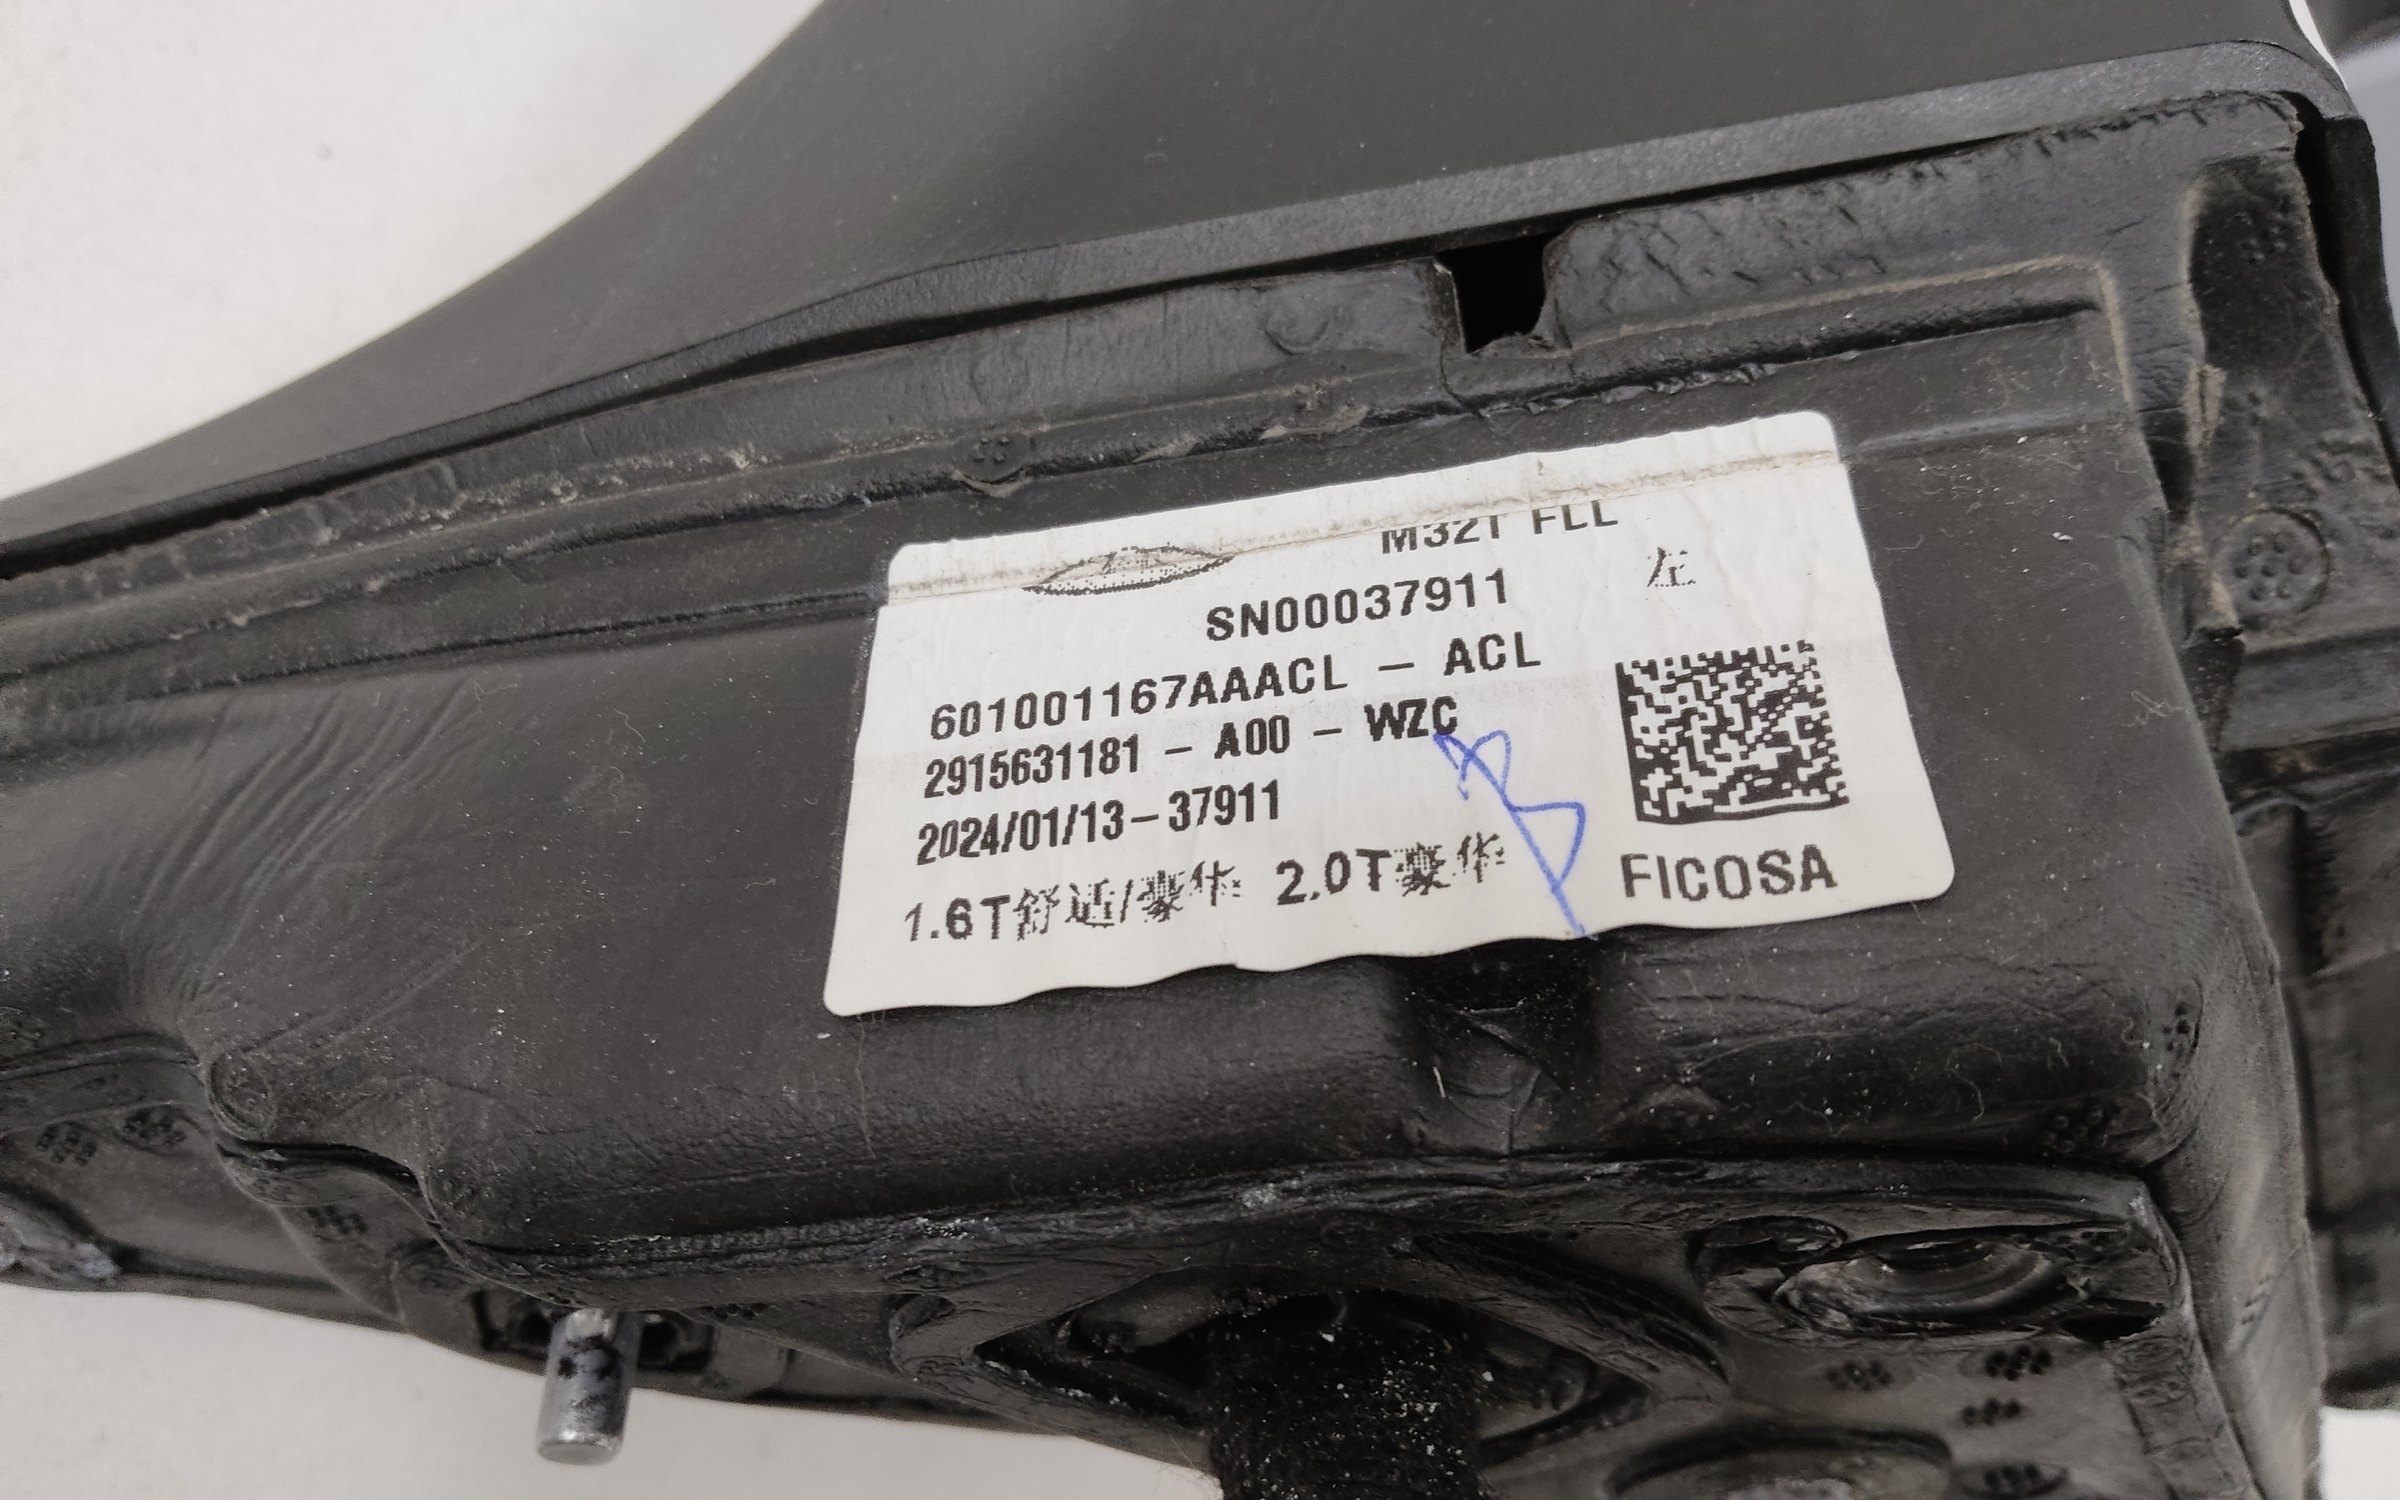 M32T FLL
左
SN00037911
601001167AAACL - ACL
2915631181 - A00 - WZC
2024/01/13-37911
1.6T舒适/豪华 2.0T豪华
FICOSA